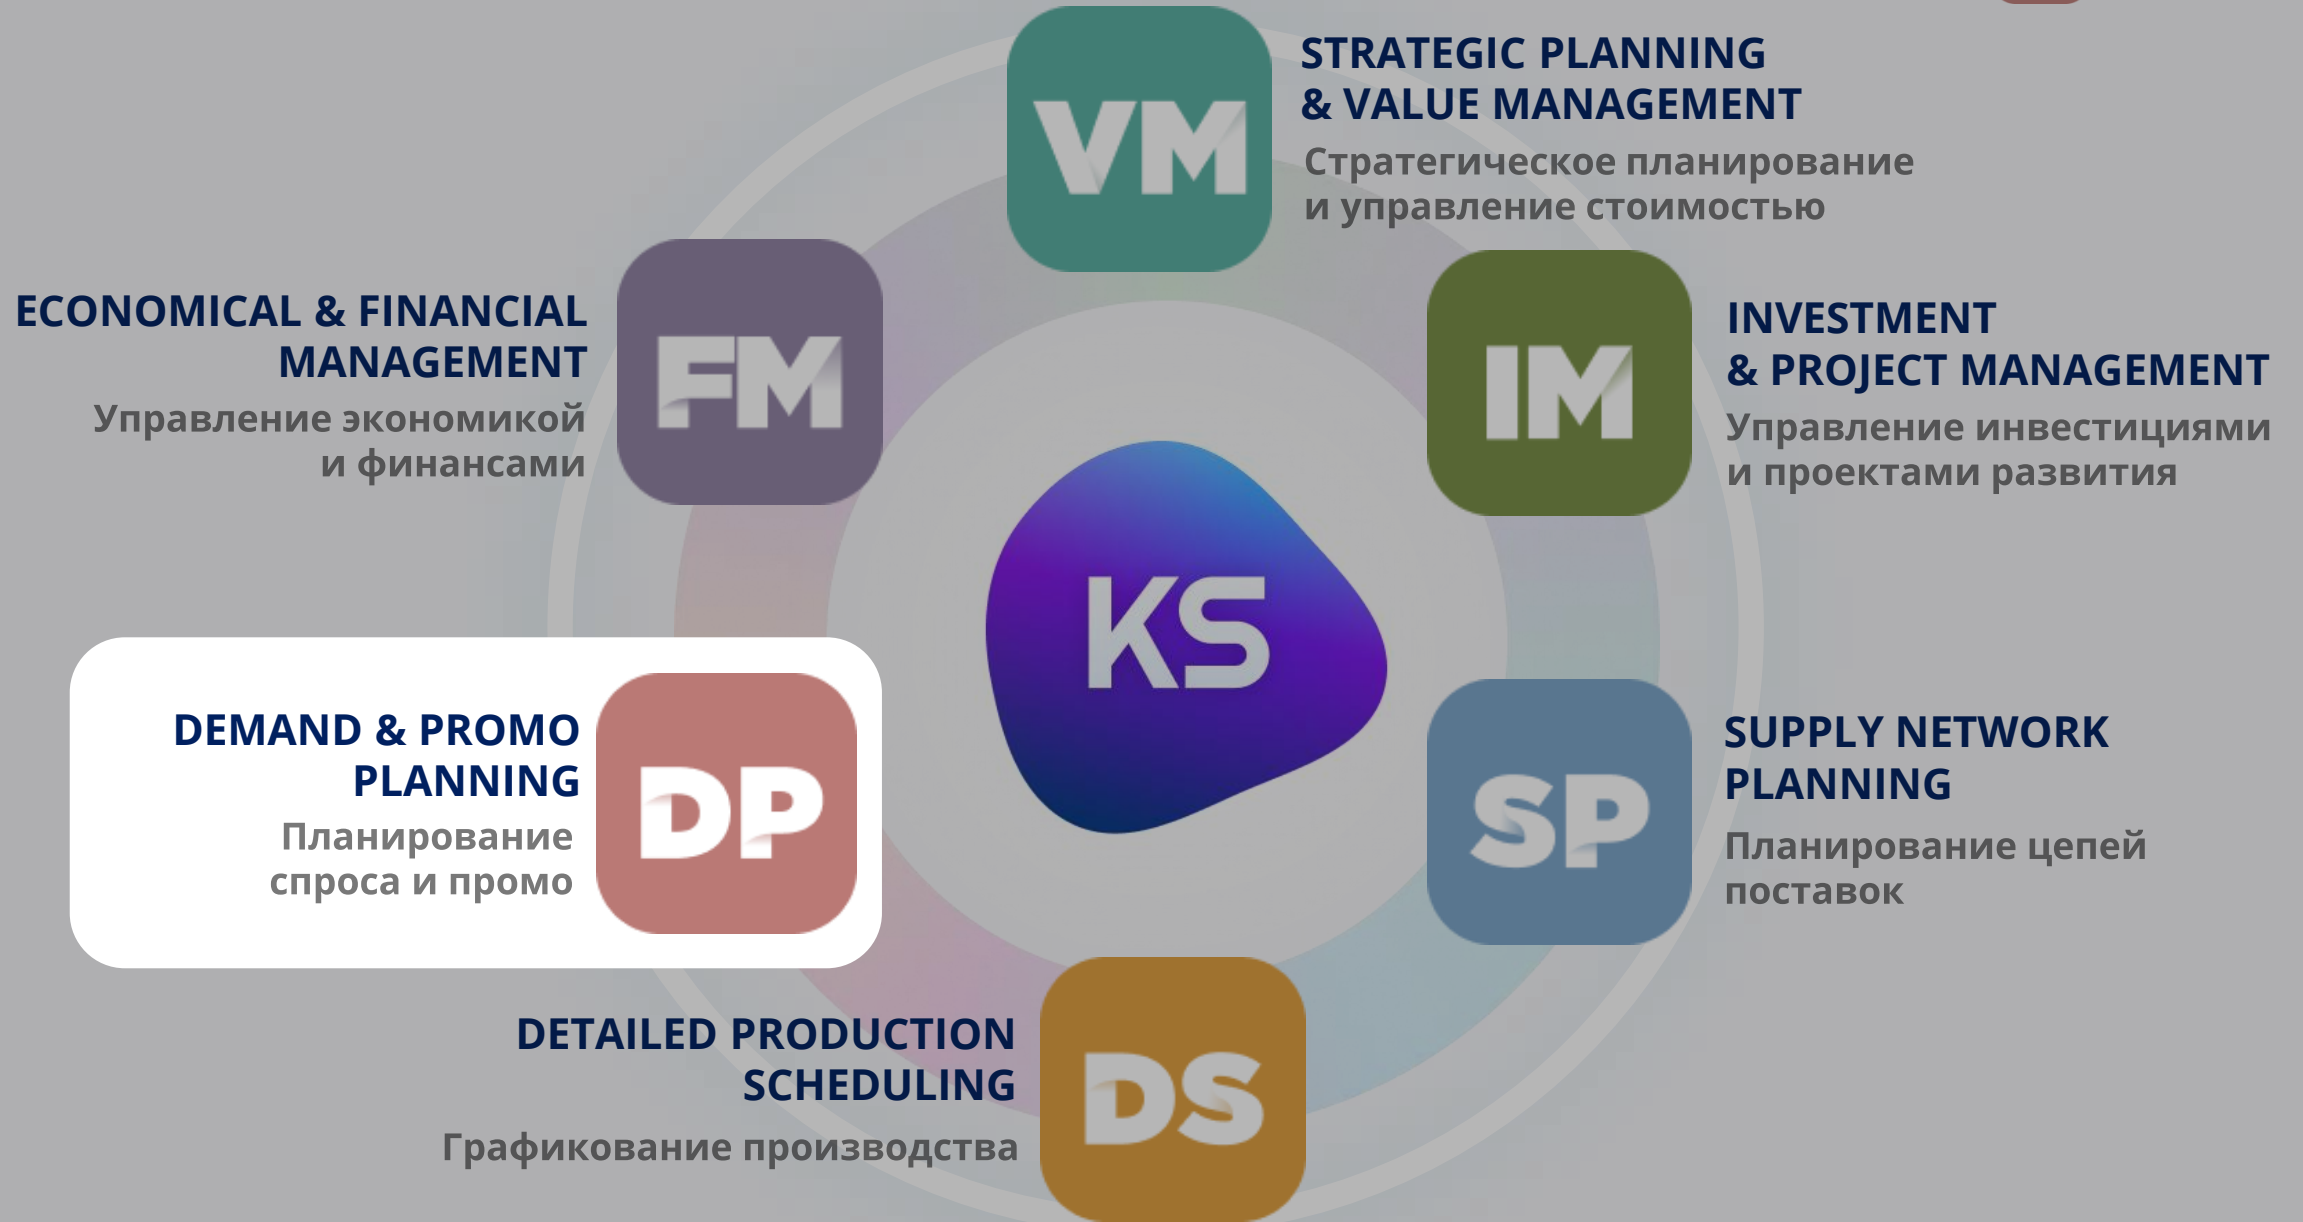 VM
STRATEGIC PLANNING
& VALUE MANAGEMENT
Стратегическое планирование
и управление стоимостью
ECONOMICAL & FINANCIAL
MANAGEMENT
Управление экономикой
и финансами
FM
IM
INVESTMENT
& PROJECT MANAGEMENT
Управление инвестициями
и проектами развития
KS
DEMAND & PROMO
PLANNING
Планирование
спроса и промо
DP
SP
SUPPLY NETWORK
PLANNING
Планирование цепей
поставок
DETAILED PRODUCTION
SCHEDULING
Графикование производства
DS